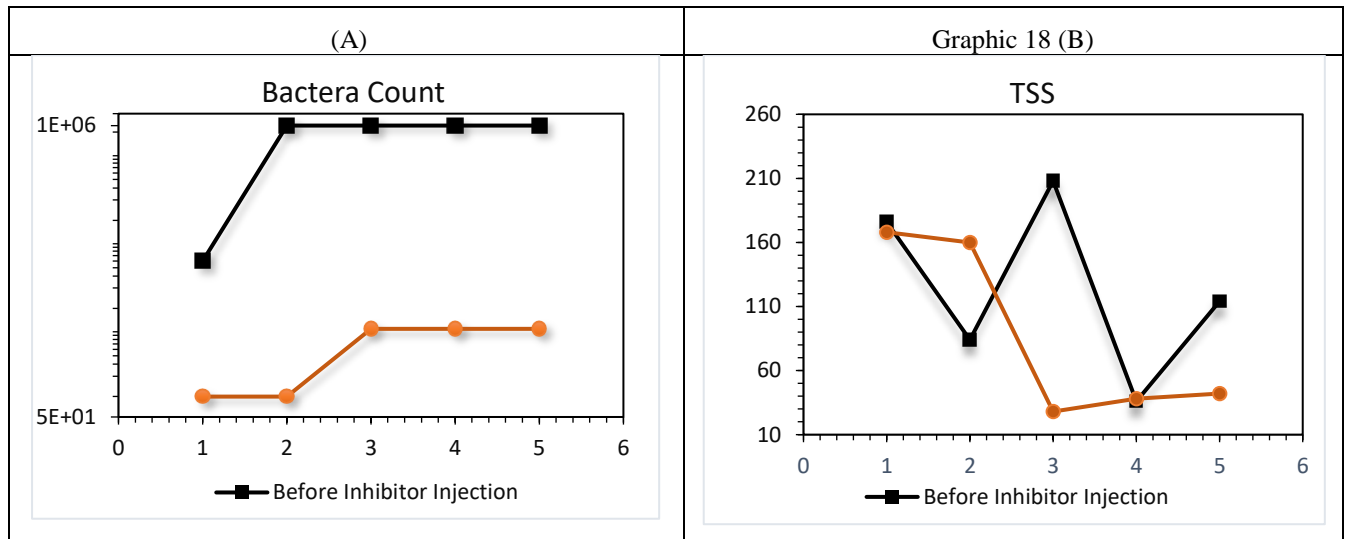 (A)
Graphic 18 (B)
Bactera Count
1E+06
5E+01
0 1 2 3 4 5 6
Before Inhibitor Injection
TSS
260
210
160
110
60
10
0 1 2 3 4 5 6
Before Inhibitor Injection